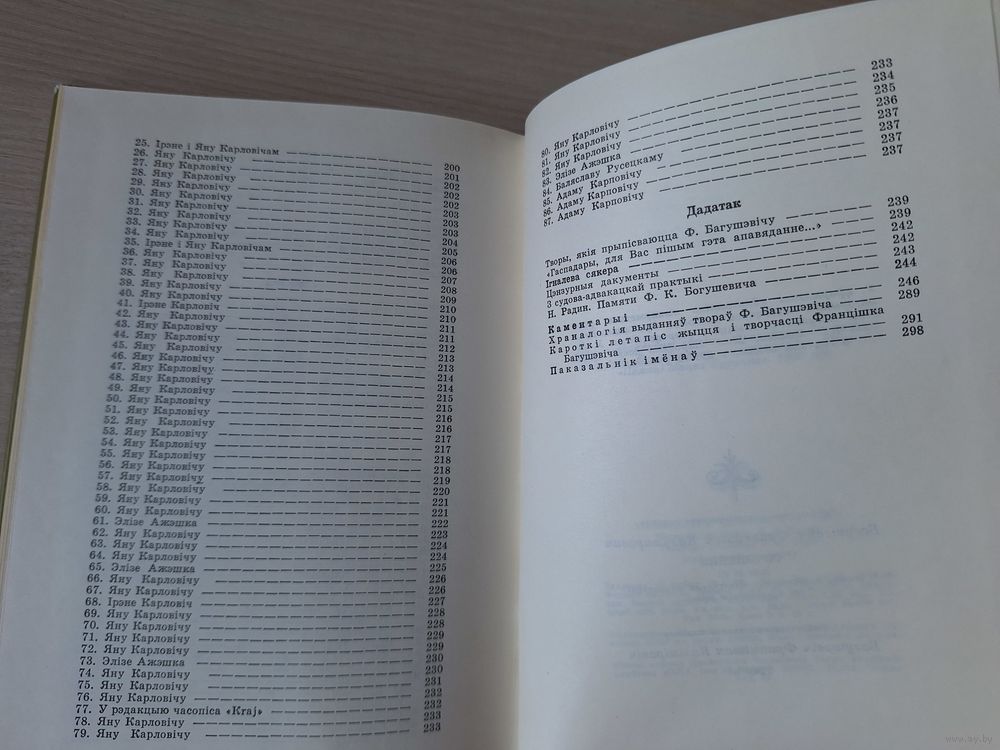 25. Ірэне і Яну Карловічам 200
26. Яну Карловічу 201
27. Яну Карловічу 202
28. Яну Карловічу 202
29. Яну Карловічу 202
30. Яну Карловічу 203
31. Яну Карловічу 203
32. Яну Карловічу 203
33. Яну Карловічу 204
34. Яну Карловічу 205
35. Ірэне і Яну Карловічам 206
36. Яну Карловічу 206
37. Яну Карловічу 207
38. Яну Карловічу 208
39. Яну Карловічу 209
40. Яну Карловічу 210
41. Ірэне Карловіч 210
42. Яну Карловічу 211
43. Яну Карловічу 211
44. Яну Карловічу 212
45. Яну Карловічу 213
46. Яну Карловічу 213
47. Яну Карловічу 214
48. Яну Карловічу 214
49. Яну Карловічу 215
50. Яну Карловічу 215
51. Яну Карловічу 216
52. Яну Карловічу 216
53. Яну Карловічу 217
54. Яну Карловічу 217
55. Яну Карловічу 218
56. Яну Карловічу 218
57. Яну Карловічу 219
58. Яну Карловічу 220
59. Яну Карловічу 221
60. Яну Карловічу 221
61. Элізе Ажэшка 222
62. Яну Карловічу 223
63. Яну Карловічу 224
64. Яну Карловічу 224
65. Элізе Ажэшка 225
66. Яну Карловічу 226
67. Яну Карловічу 226
68. Ірэне Карловіч 227
69. Яну Карловічу 228
70. Яну Карловічу 228
71. Яну Карловічу 229
72. Яну Карловічу 229
73. Элізе Ажэшка 230
74. Яну Карловічу 230
75. Яну Карловічу 231
76. Яну Карловічу 232
77. У рэдакцыю часопіса «Kraj» 232
78. Яну Карловічу 233
79. Яну Карловічу 233
80. Яну Карловічу 233
81. Яну Карловічу 234
82. Яну Карловічу 235
83. Элізе Ажэшка 236
84. Баляславу Русецкаму 237
85. Адаму Карповічу 237
86. Адаму Карповічу 237
87. Адаму Карповічу 237
Дадатак
Творы, якія прыпісваюцца Ф. Багушэвічу 239
«Гаспадары, для Вас пішым гэта апавяданне...» 239
Ігналева сякера 242
Цэнзурныя дакументы 242
З судова-адвакацкай практыкі 243
Н. Радин. Памяти Ф. К. Богушевича 244
Каментарыі 246
Храналогія выданняў твораў Ф. Багушэвіча 289
Кароткі летапіс жыцця і творчасці Францішка
Багушэвіча 291
Паказальнік імёнаў 298
www.ay.by